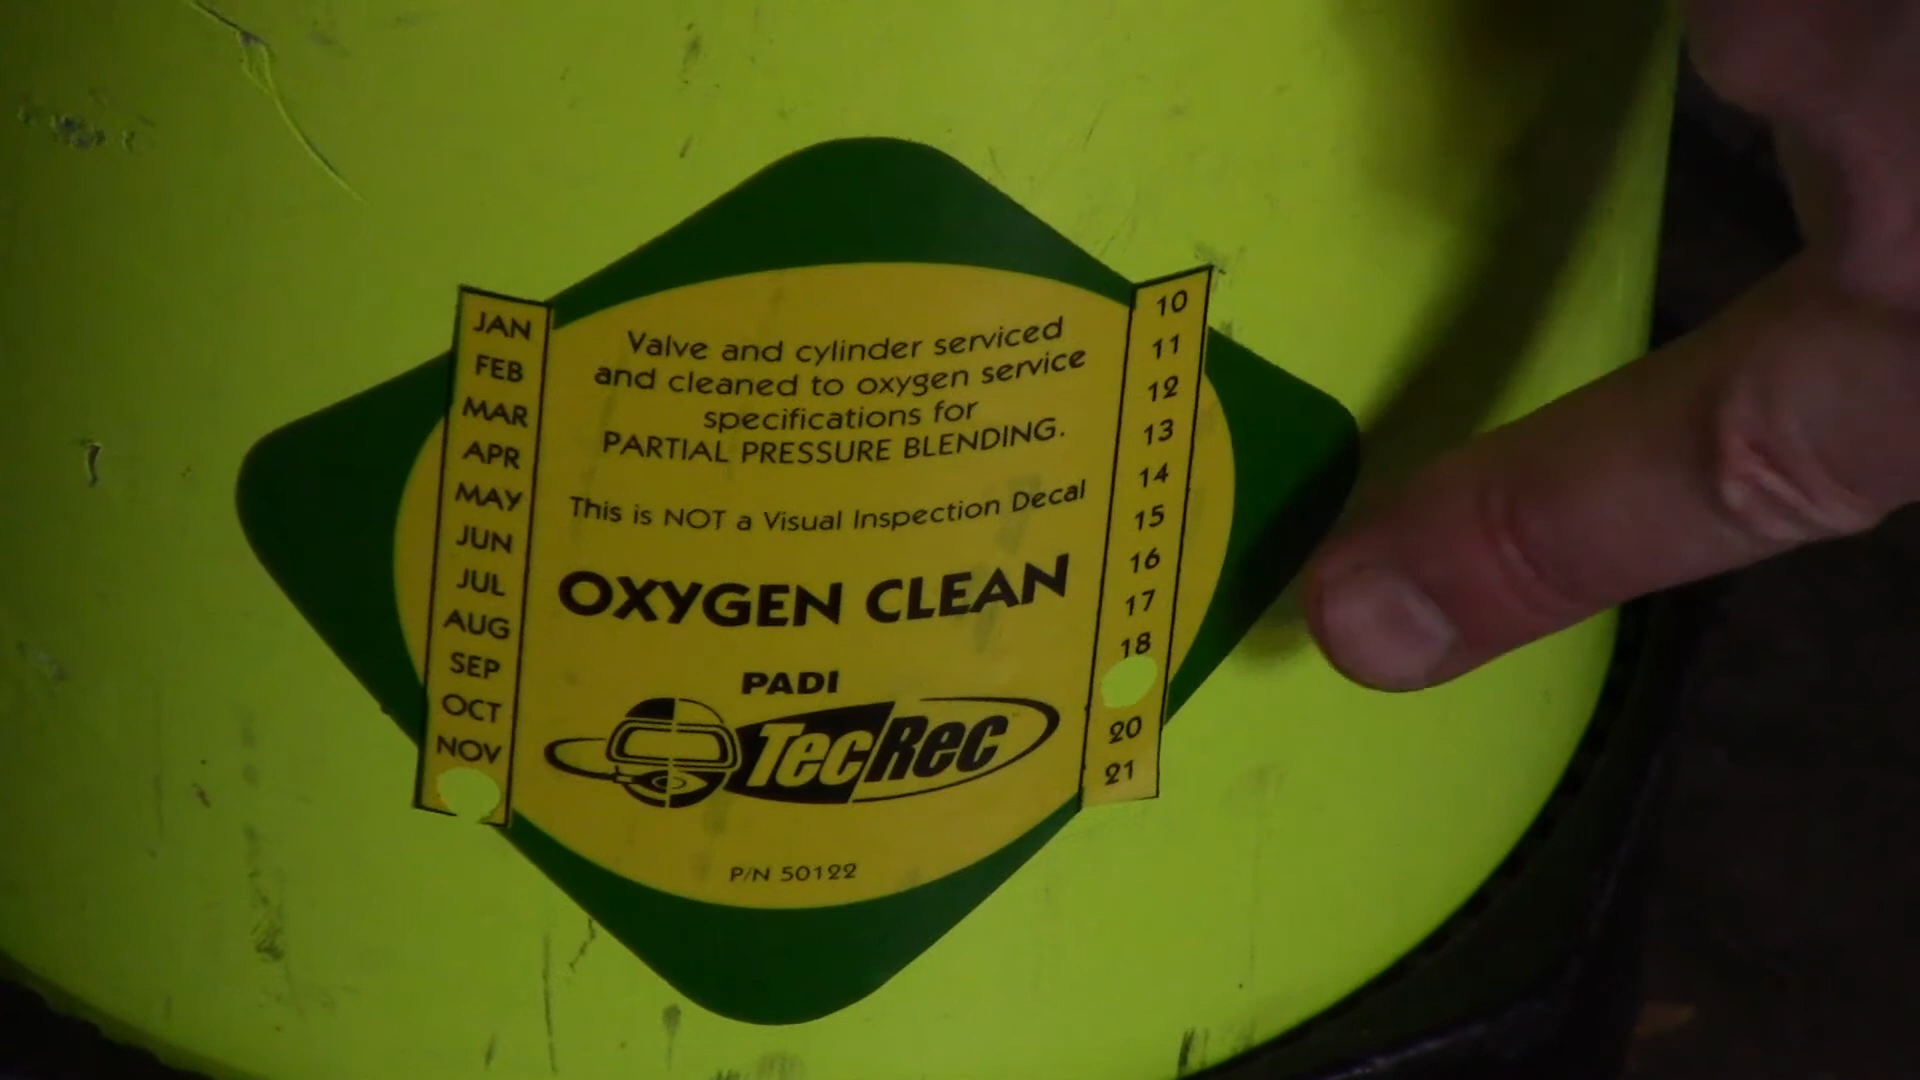 JAN
FEB
MAR
APR
MAY
JUN
JUL
AUG
SEP
OCT
NOV
Valve and cylinder serviced
and cleaned to oxygen service
specifications for
PARTIAL PRESSURE BLENDING.
This is NOT a Visual Inspection Decal
OXYGEN CLEAN
PADI
TecRec
P/N 50122
10
11
12
13
14
15
16
17
18
20
21